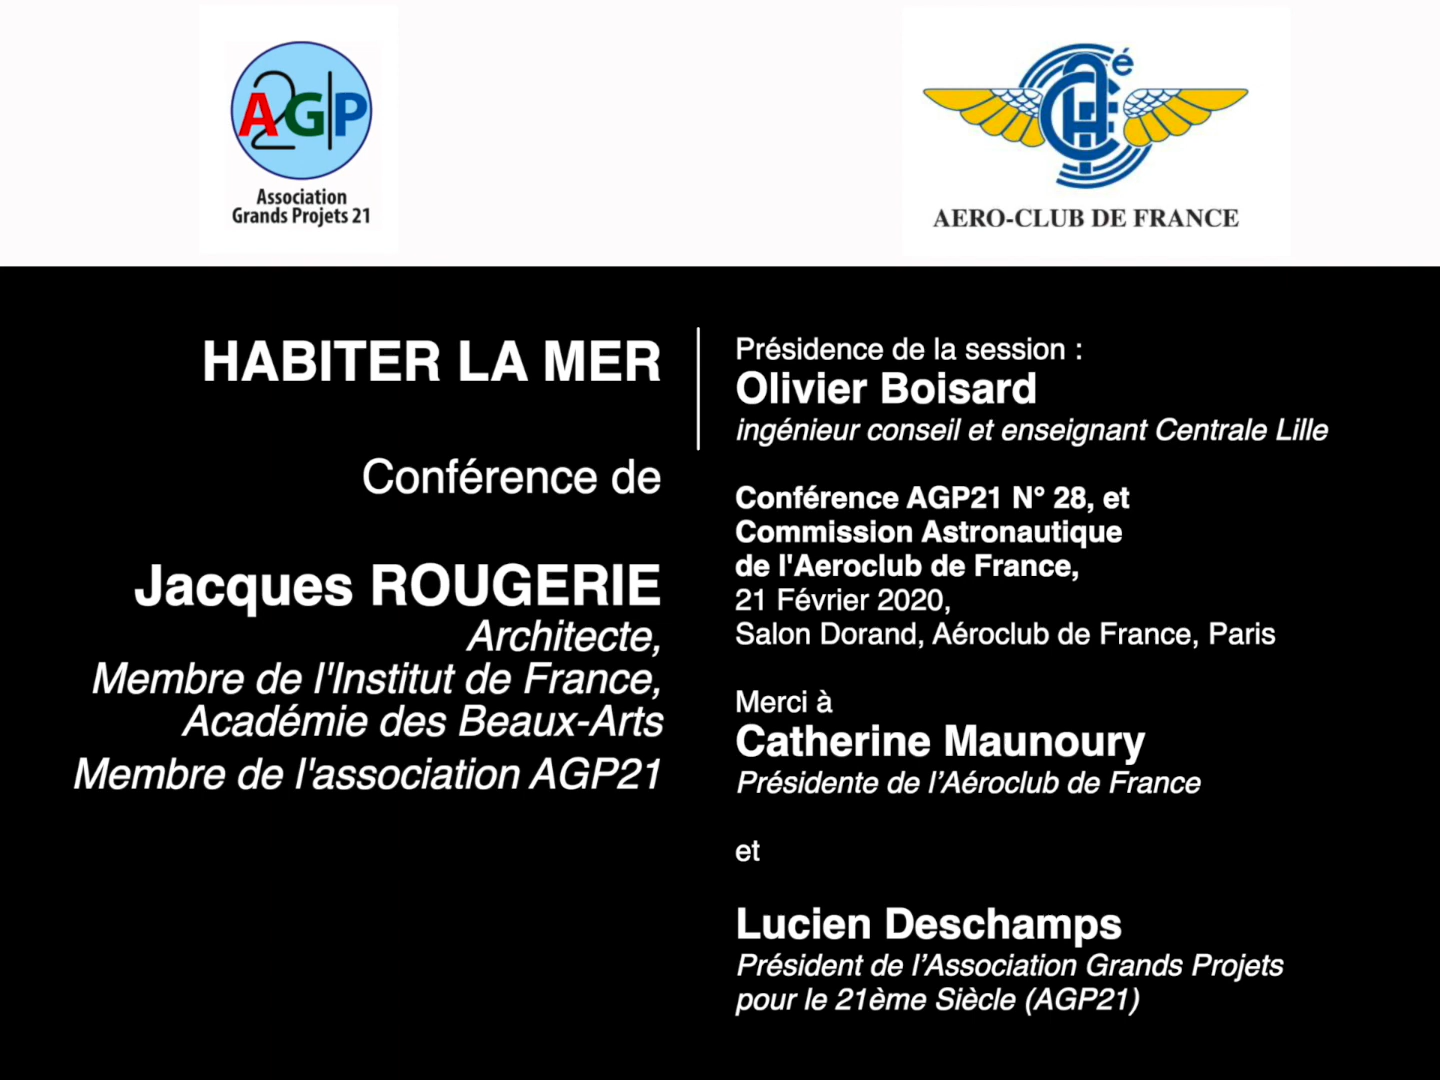 A2GP
Association
Grands Projets 21
é
AERO-CLUB DE FRANCE
HABITER LA MER
Conférence de
Jacques ROUGERIE
Architecte,
Membre de l'Institut de France,
Académie des Beaux-Arts
Membre de l'association AGP21
Présidence de la session :
Olivier Boisard
ingénieur conseil et enseignant Centrale Lille
Conférence AGP21 N° 28, et
Commission Astronautique
de l'Aeroclub de France,
21 Février 2020,
Salon Dorand, Aéroclub de France, Paris
Merci à
Catherine Maunoury
Présidente de l’Aéroclub de France
et
Lucien Deschamps
Président de l’Association Grands Projets
pour le 21ème Siècle (AGP21)